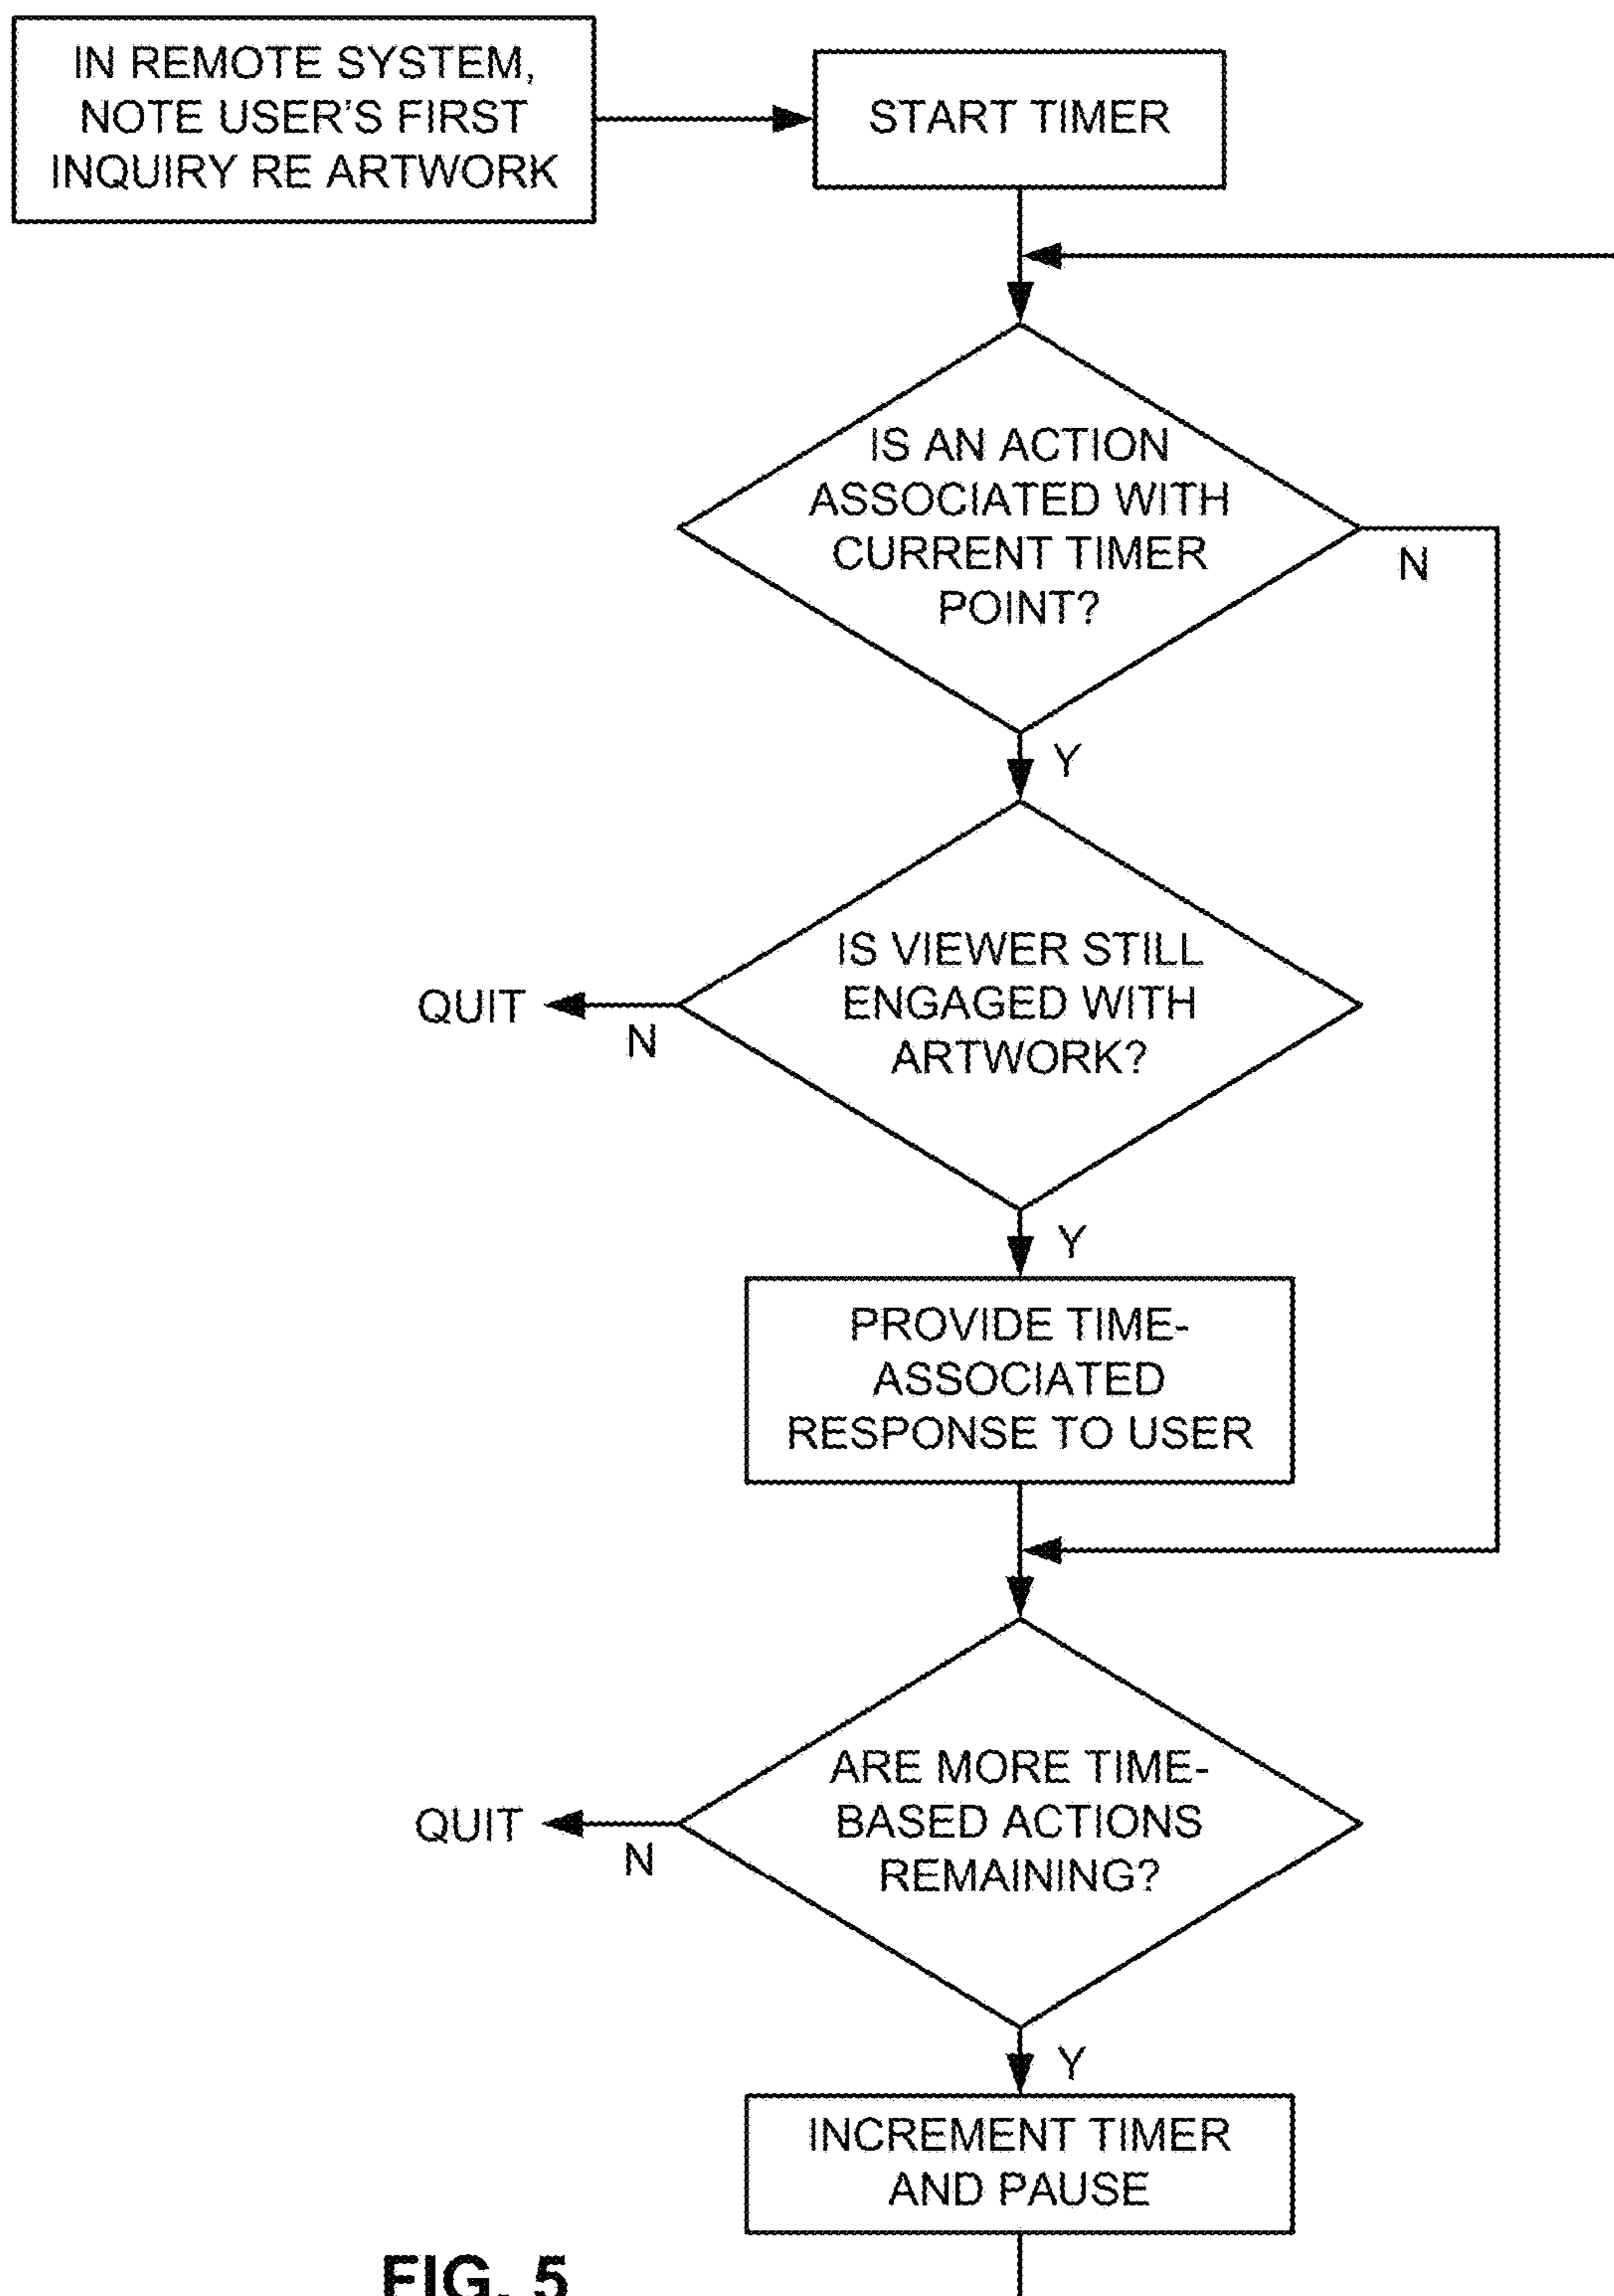 IN REMOTE SYSTEM,
NOTE USER'S FIRST
INQUIRY RE ARTWORK
START TIMER
IS AN ACTION
ASSOCIATED WITH
CURRENT TIMER
POINT?
N
Y
IS VIEWER STILL
ENGAGED WITH
ARTWORK?
QUIT
N
Y
PROVIDE TIME-
ASSOCIATED
RESPONSE TO USER
ARE MORE TIME-
BASED ACTIONS
REMAINING?
QUIT
N
Y
INCREMENT TIMER
AND PAUSE
FIG. 5